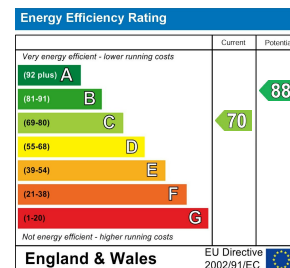 Energy Efficiency Rating
Current Potentia
Very energy efficient - lower running costs
(92 plus) A
(81-91) B
88
(69-80) C
70
(55-68) D
(39-54) E
(21-38) F
(1-20) G
Not energy efficient - higher running costs
England & Wales
EU Directive
2002/91/EC